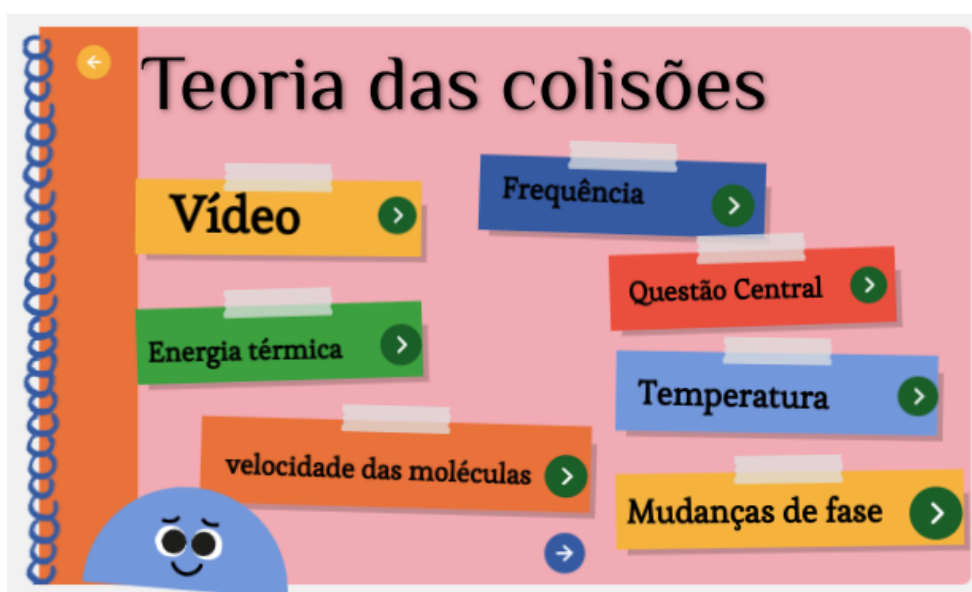 Teoria das colisões
Vídeo
Frequência
Questão Central
Energia térmica
Temperatura
velocidade das moléculas
Mudanças de fase